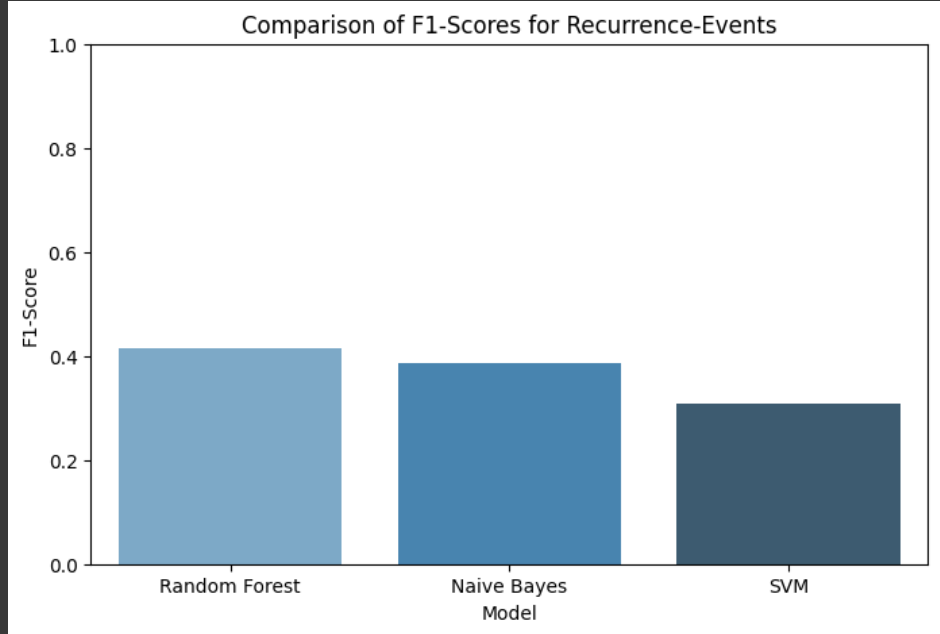 Comparison of F1-Scores for Recurrence-Events
1.0
0.8
0.6
0.4
0.2
0.0
F1-Score
Random Forest
Naive Bayes
SVM
Model